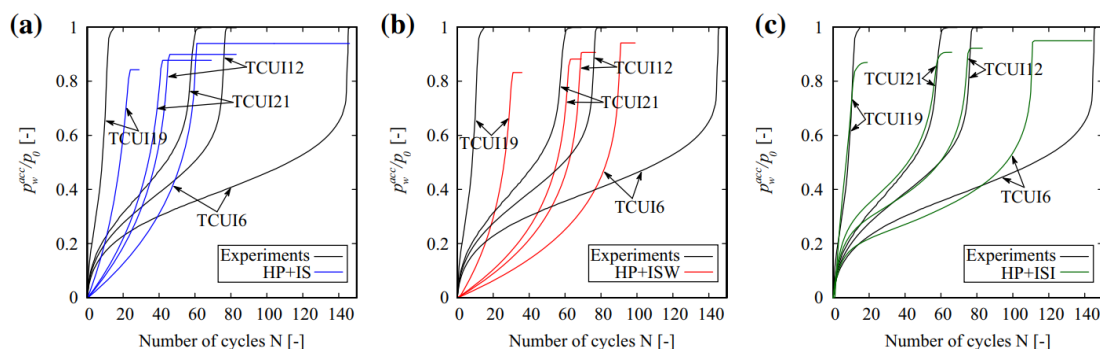 (a)
1
0.8
0.6
0.4
0.2
0
p_w^acc/p_0 [-]
TCUI12
TCUI21
TCUI19
TCUI6
Experiments
HP+IS
0 20 40 60 80 100 120 140
Number of cycles N [-]
(b)
1
0.8
0.6
0.4
0.2
0
p_w^acc/p_0 [-]
TCUI12
TCUI21
TCUI19
TCUI6
Experiments
HP+ISW
0 20 40 60 80 100 120 140
Number of cycles N [-]
(c)
1
0.8
0.6
0.4
0.2
0
p_w^acc/p_0 [-]
TCUI21
TCUI12
TCUI19
TCUI6
Experiments
HP+ISI
0 20 40 60 80 100 120 140
Number of cycles N [-]